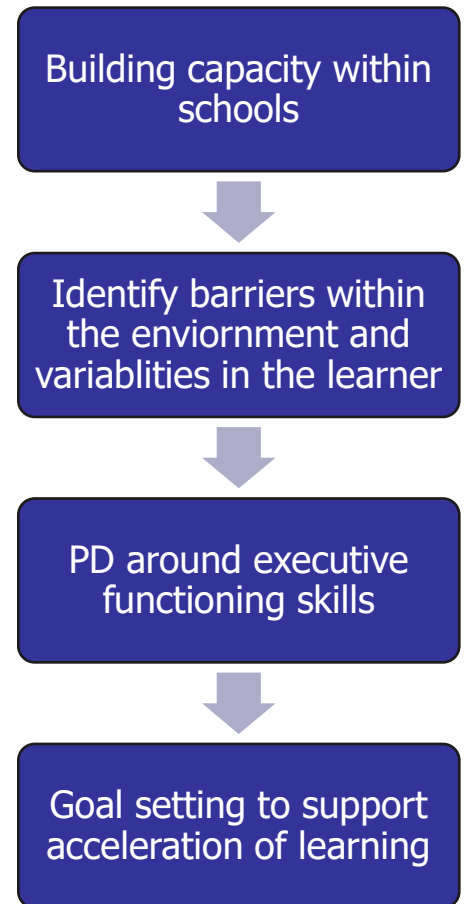 Building capacity within
schools
Identify barriers within
the enviornment and
variablities in the learner
PD around executive
functioning skills
Goal setting to support
acceleration of learning